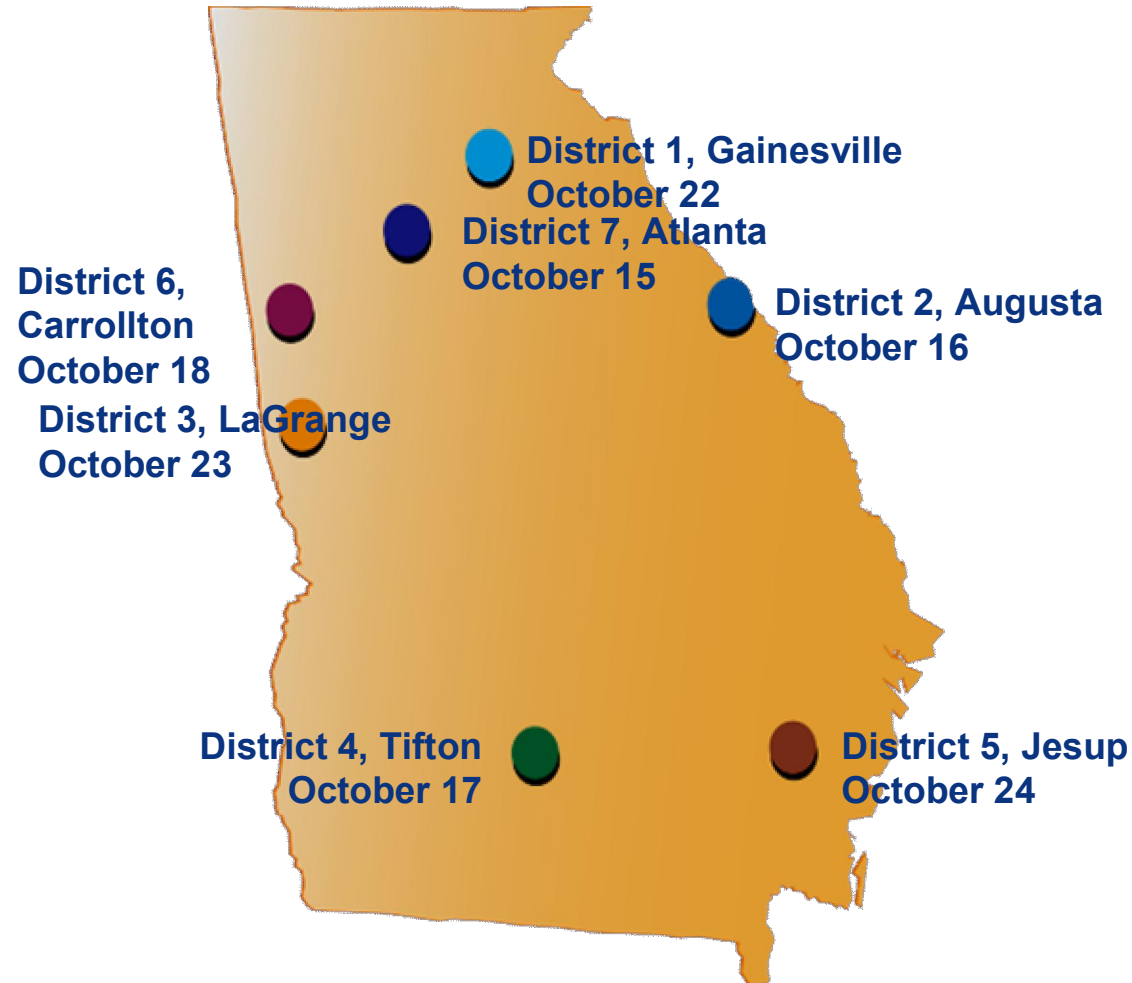 District 1, Gainesville
October 22
District 7, Atlanta
October 15
District 6,
Carrollton
October 18
District 2, Augusta
October 16
District 3, LaGrange
October 23
District 4, Tifton
October 17
District 5, Jesup
October 24